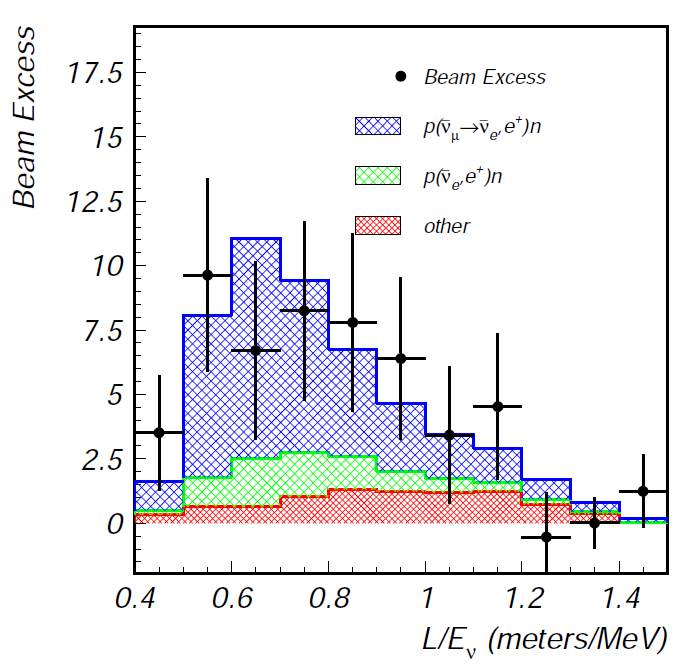 Beam Excess
17.5
15
12.5
10
7.5
5
2.5
0
Beam Excess
p(ν̄μ→ν̄e,e+)n
p(ν̄e,e+)n
other
0.4 0.6 0.8 1 1.2 1.4
L/Eν (meters/MeV)